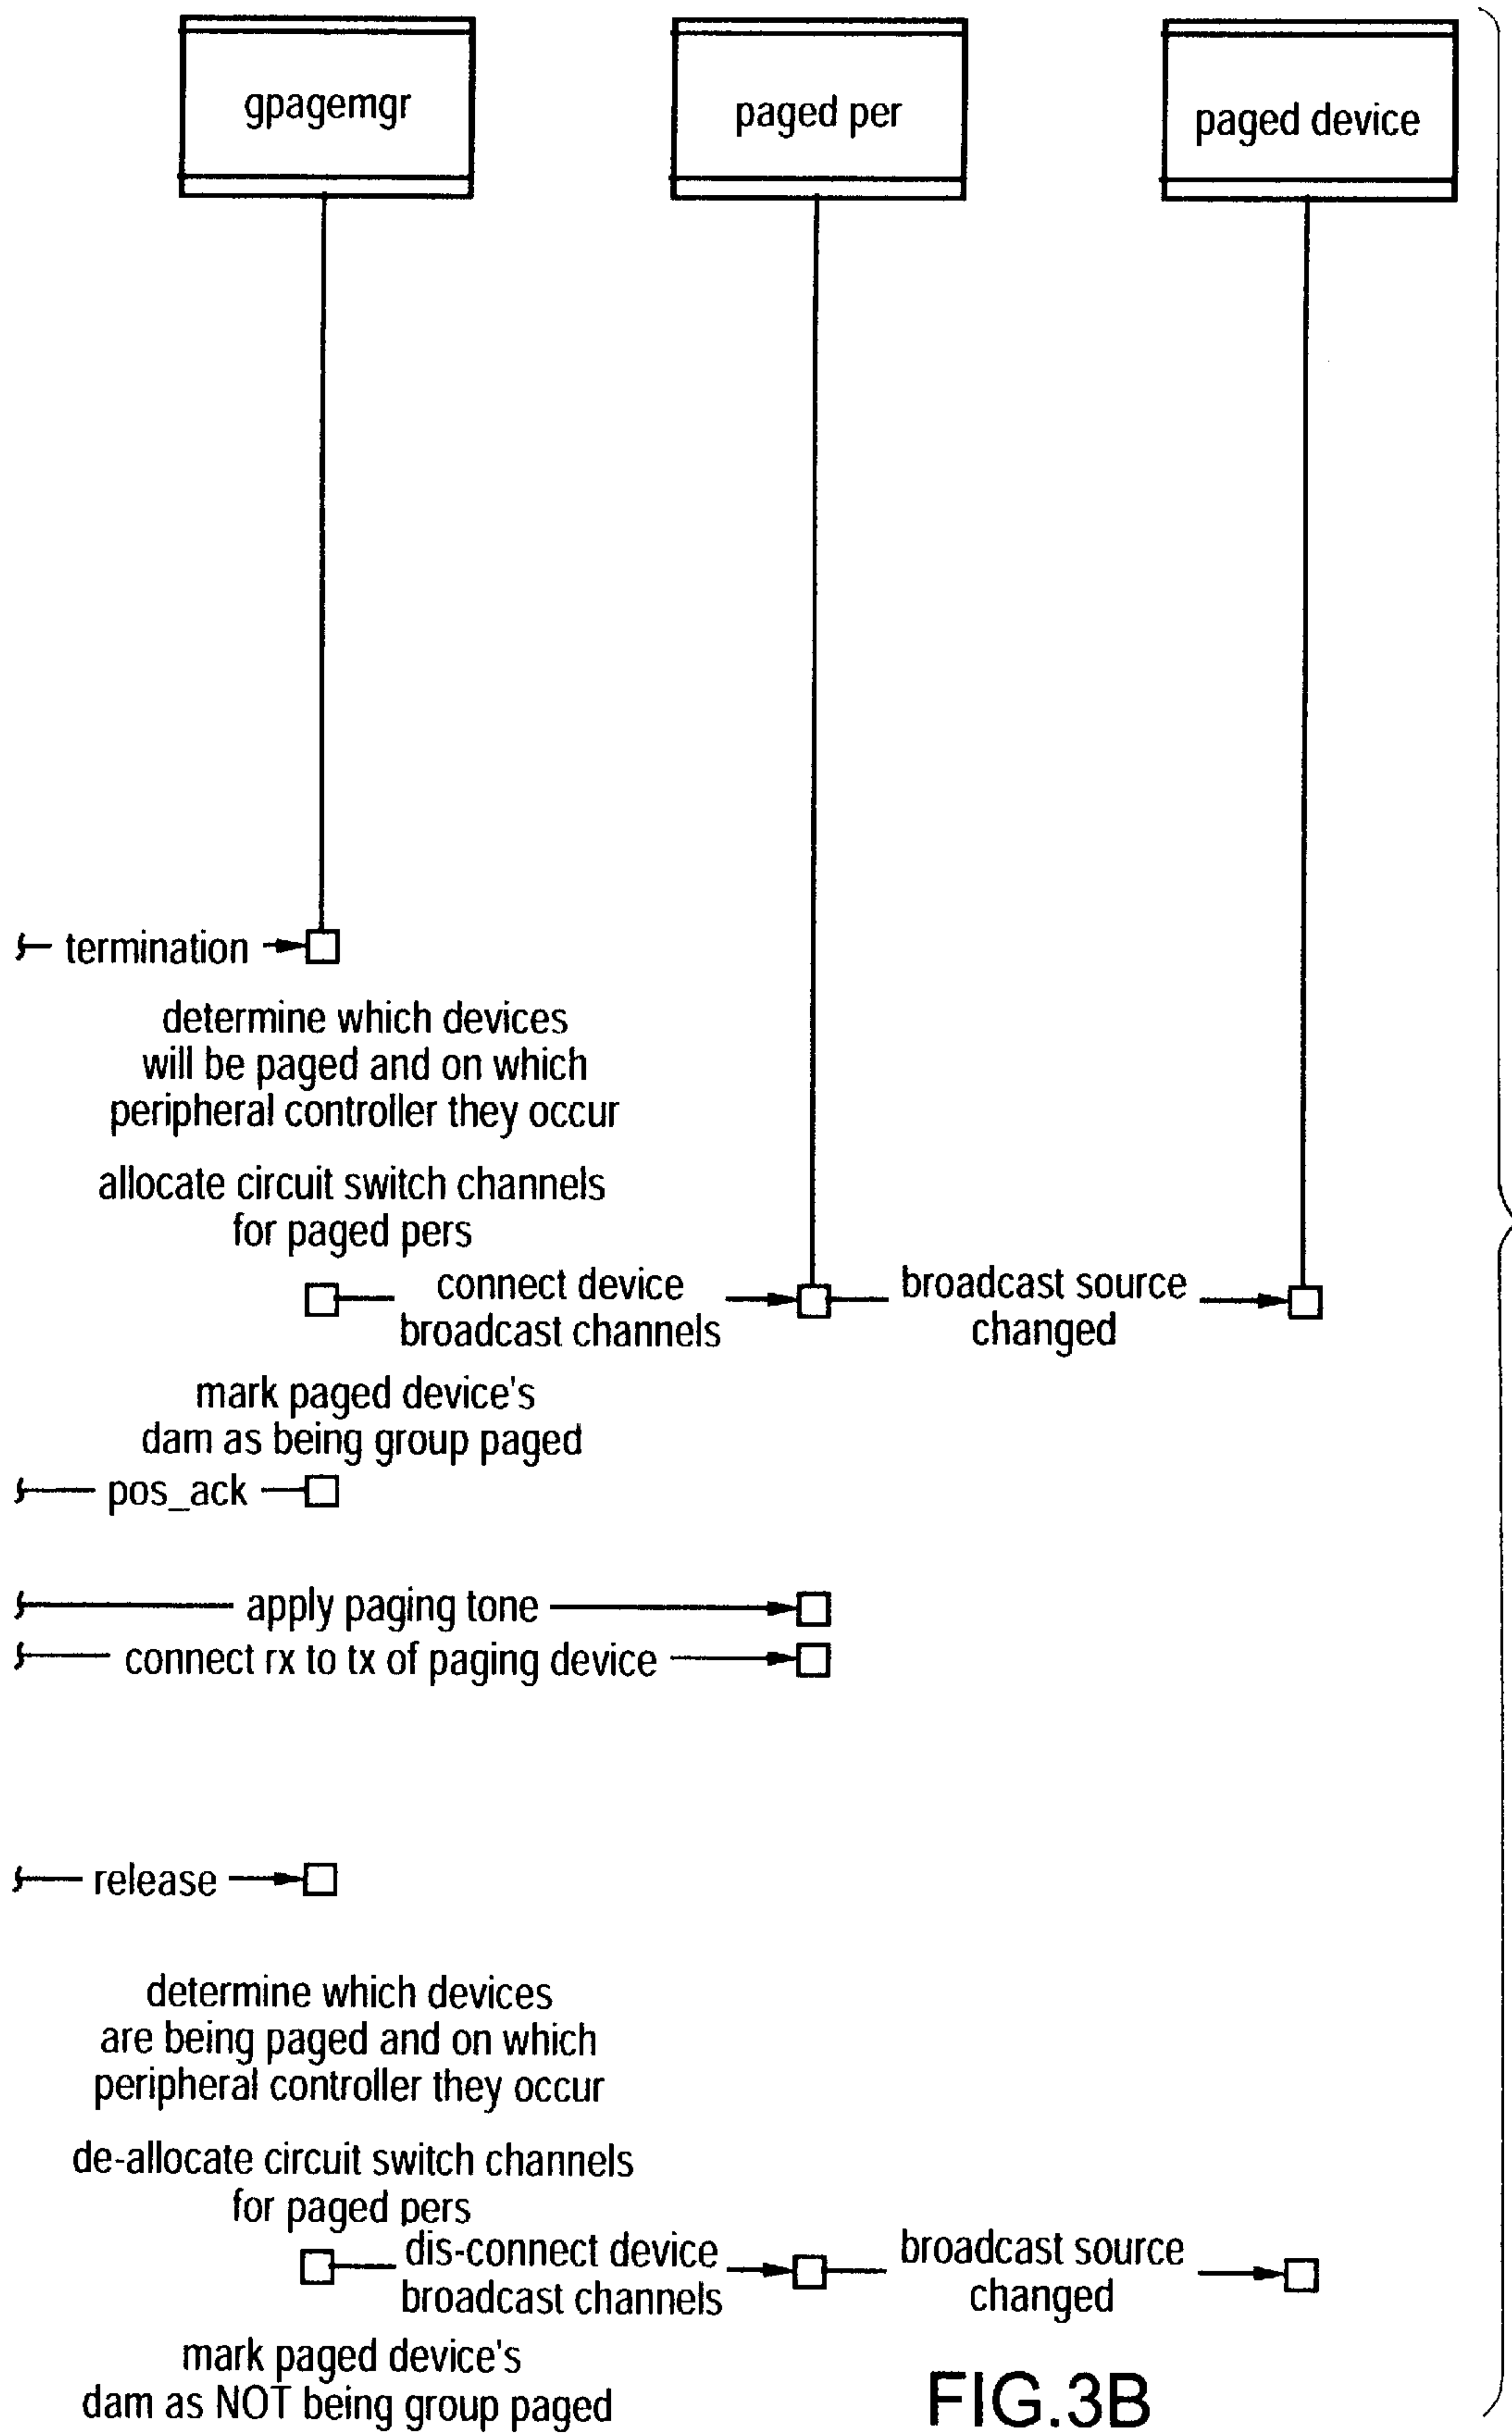 gpagemgr
paged per
paged device
termination
determine which devices
will be paged and on which
peripheral controller they occur
allocate circuit switch channels
for paged pers
connect device
broadcast channels
broadcast source
changed
mark paged device's
dam as being group paged
pos_ack
apply paging tone
connect rx to tx of paging device
release
determine which devices
are being paged and on which
peripheral controller they occur
de-allocate circuit switch channels
for paged pers
dis-connect device
broadcast channels
broadcast source
changed
mark paged device's
dam as NOT being group paged
FIG.3B